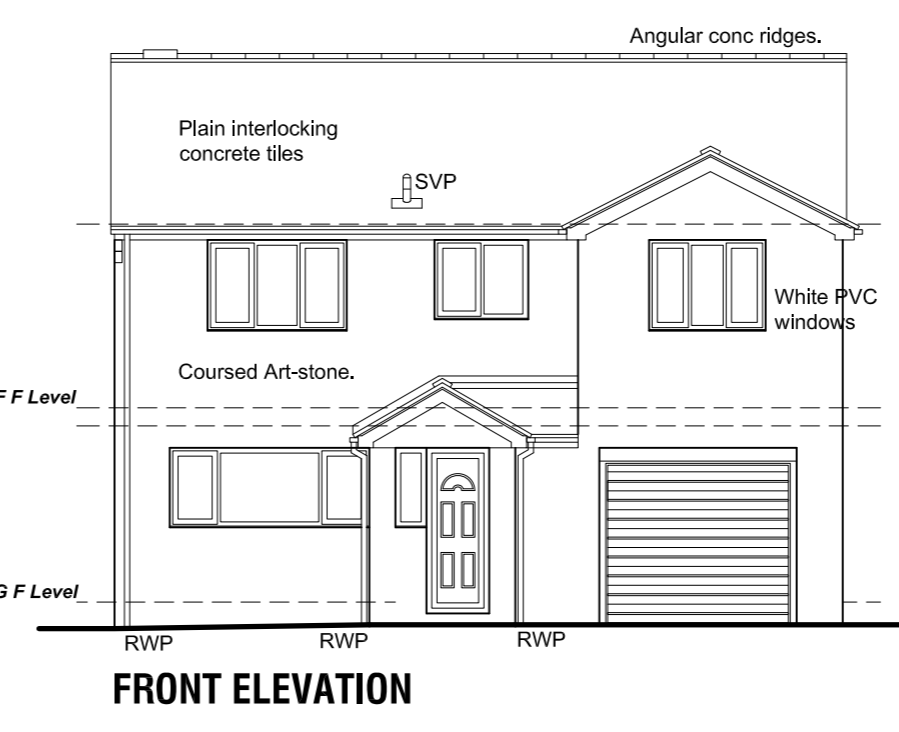 Angular conc ridges.
Plain interlocking
concrete tiles
SVP
White PVC
windows
Coursed Art-stone.
F F Level
G F Level
RWP
RWP
RWP
FRONT ELEVATION